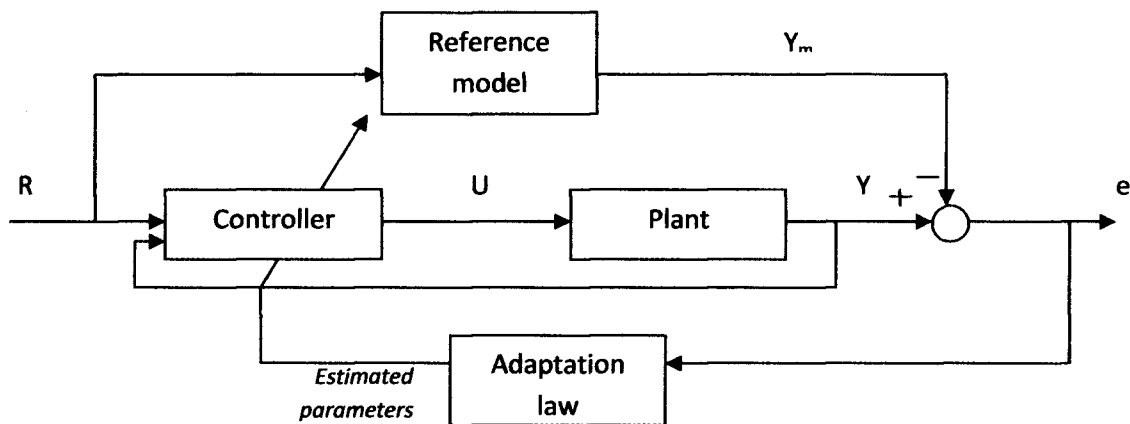 Reference
model
Yₘ
R
Controller
U
Plant
Y
+
−
e
Estimated
parameters
Adaptation
law